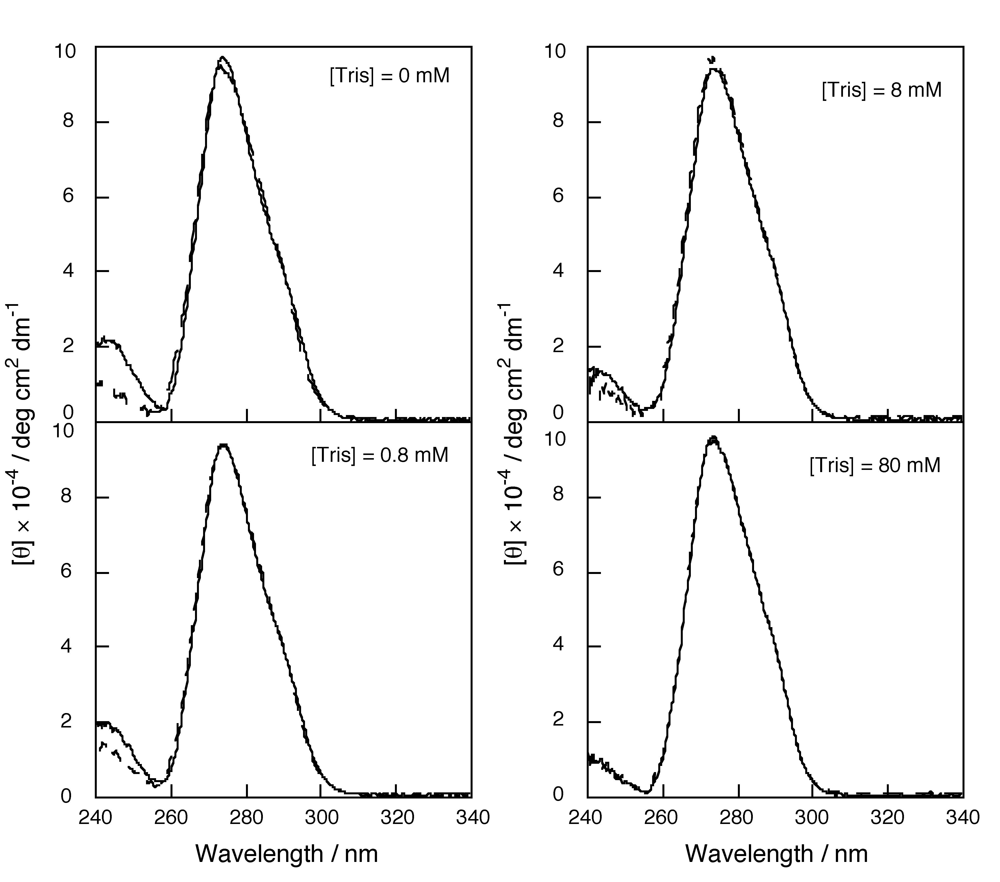 10
8
6
4
2
0
[Tris] = 0 mM
10
8
6
4
2
0
[Tris] = 8 mM
10
8
6
4
2
0
[Tris] = 0.8 mM
10
8
6
4
2
0
[Tris] = 80 mM
[θ] × 10⁻⁴ / deg cm² dm⁻¹
[θ] × 10⁻⁴ / deg cm² dm⁻¹
240 260 280 300 320 340
240 260 280 300 320 340
Wavelength / nm
Wavelength / nm